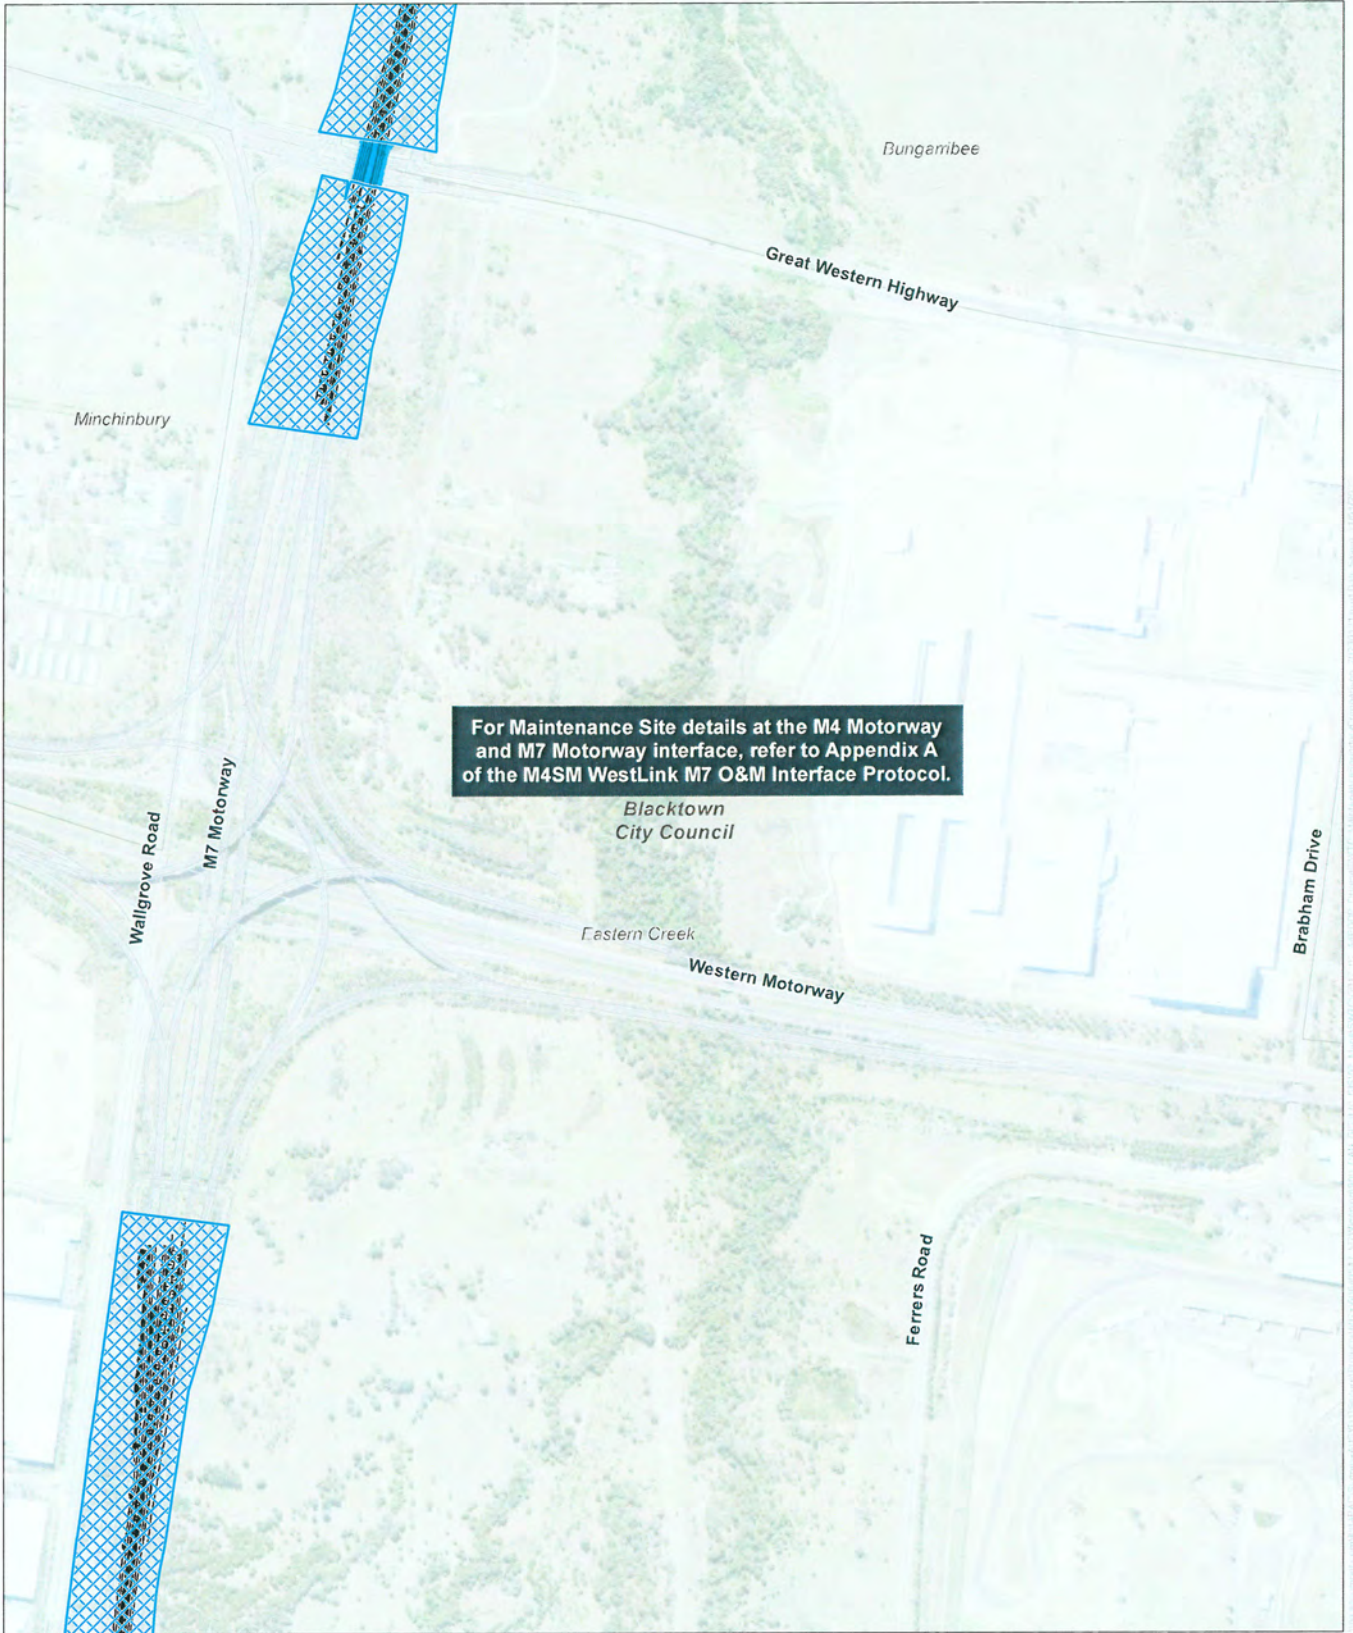 Bungarribee
Great Western Highway
Minchinbury
For Maintenance Site details at the M4 Motorway
and M7 Motorway interface, refer to Appendix A
of the M4SM WestLink M7 O&M Interface Protocol.
Blacktown
City Council
M7 Motorway
Wallgrove Road
Brabham Drive
Eastern Creek
Western Motorway
Ferrers Road